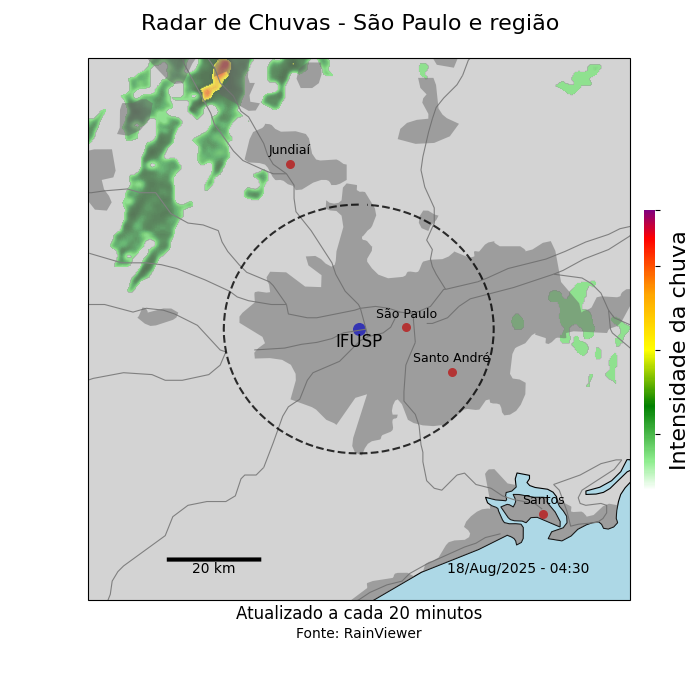 Radar de Chuvas - São Paulo e região
Jundiaí
São Paulo
IFUSP
Santo André
Intensidade da chuva
Santos
20 km
18/Aug/2025 - 04:30
Atualizado a cada 20 minutos
Fonte: RainViewer